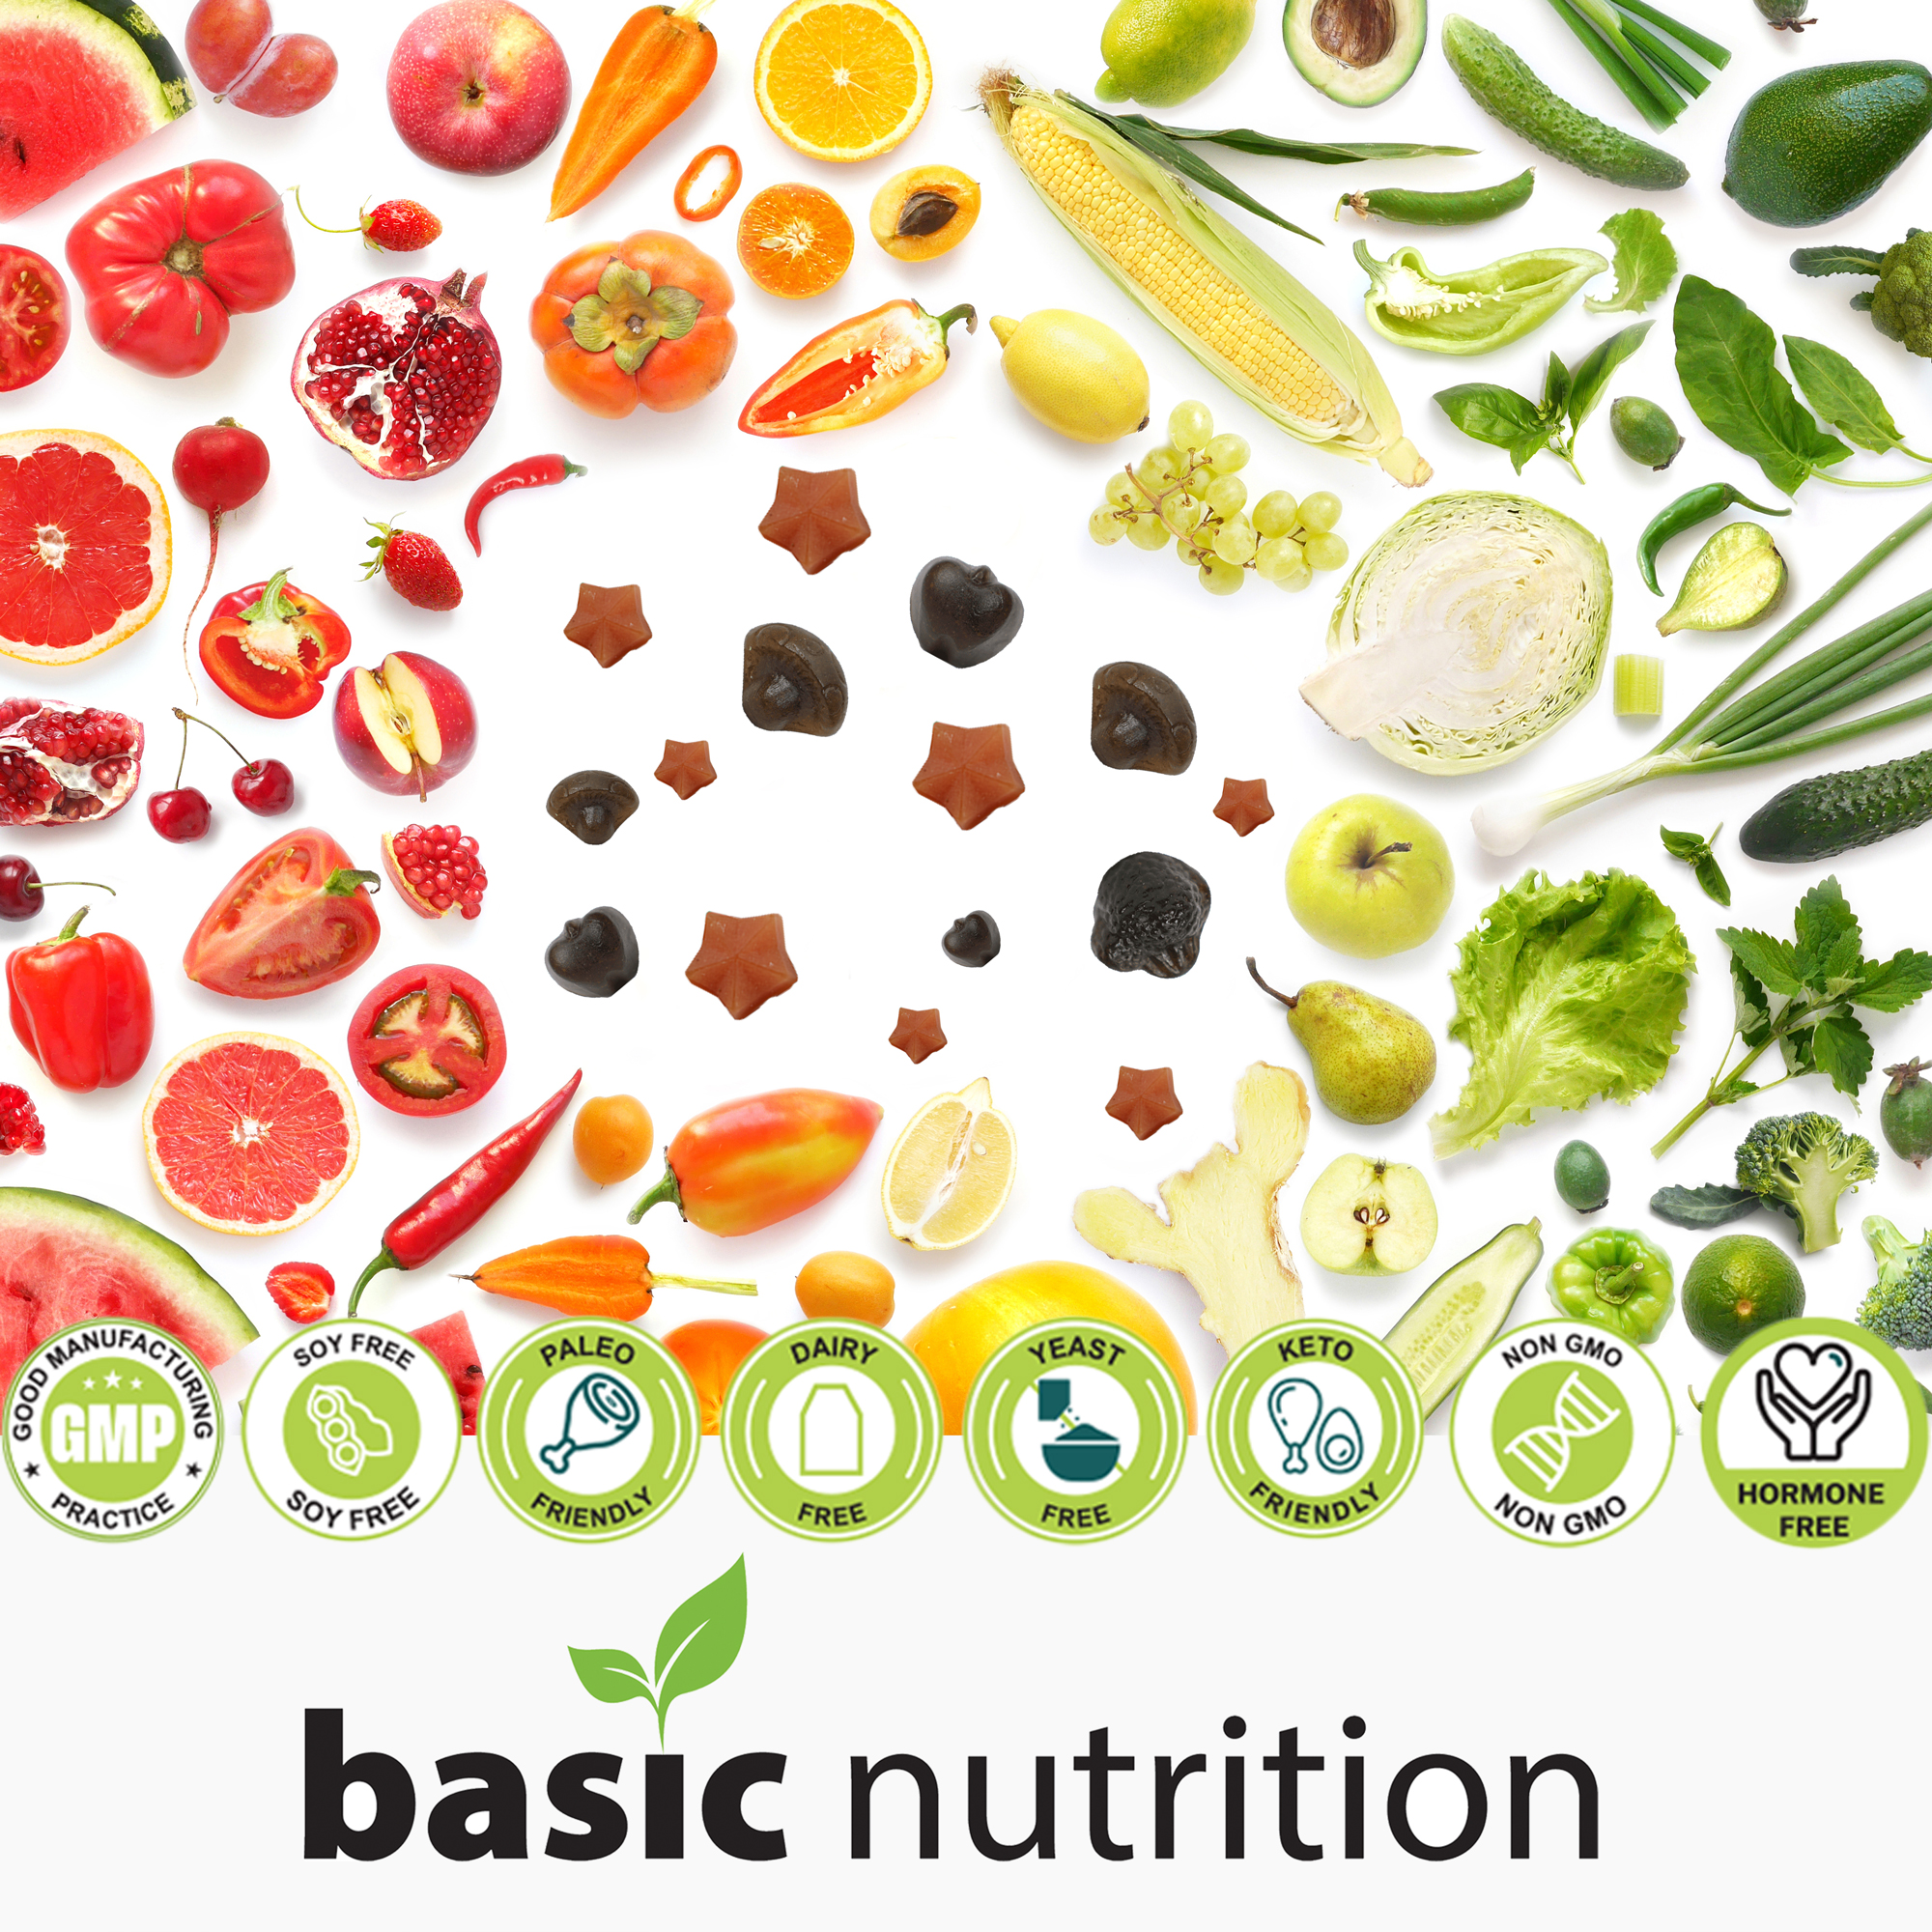 GOOD MANUFACTURING
GMP
PRACTICE
SOY FREE
SOY FREE
PALEO
FRIENDLY
DAIRY
FREE
YEAST
FREE
KETO
FRIENDLY
NON GMO
NON GMO
HORMONE
FREE
basic nutrition